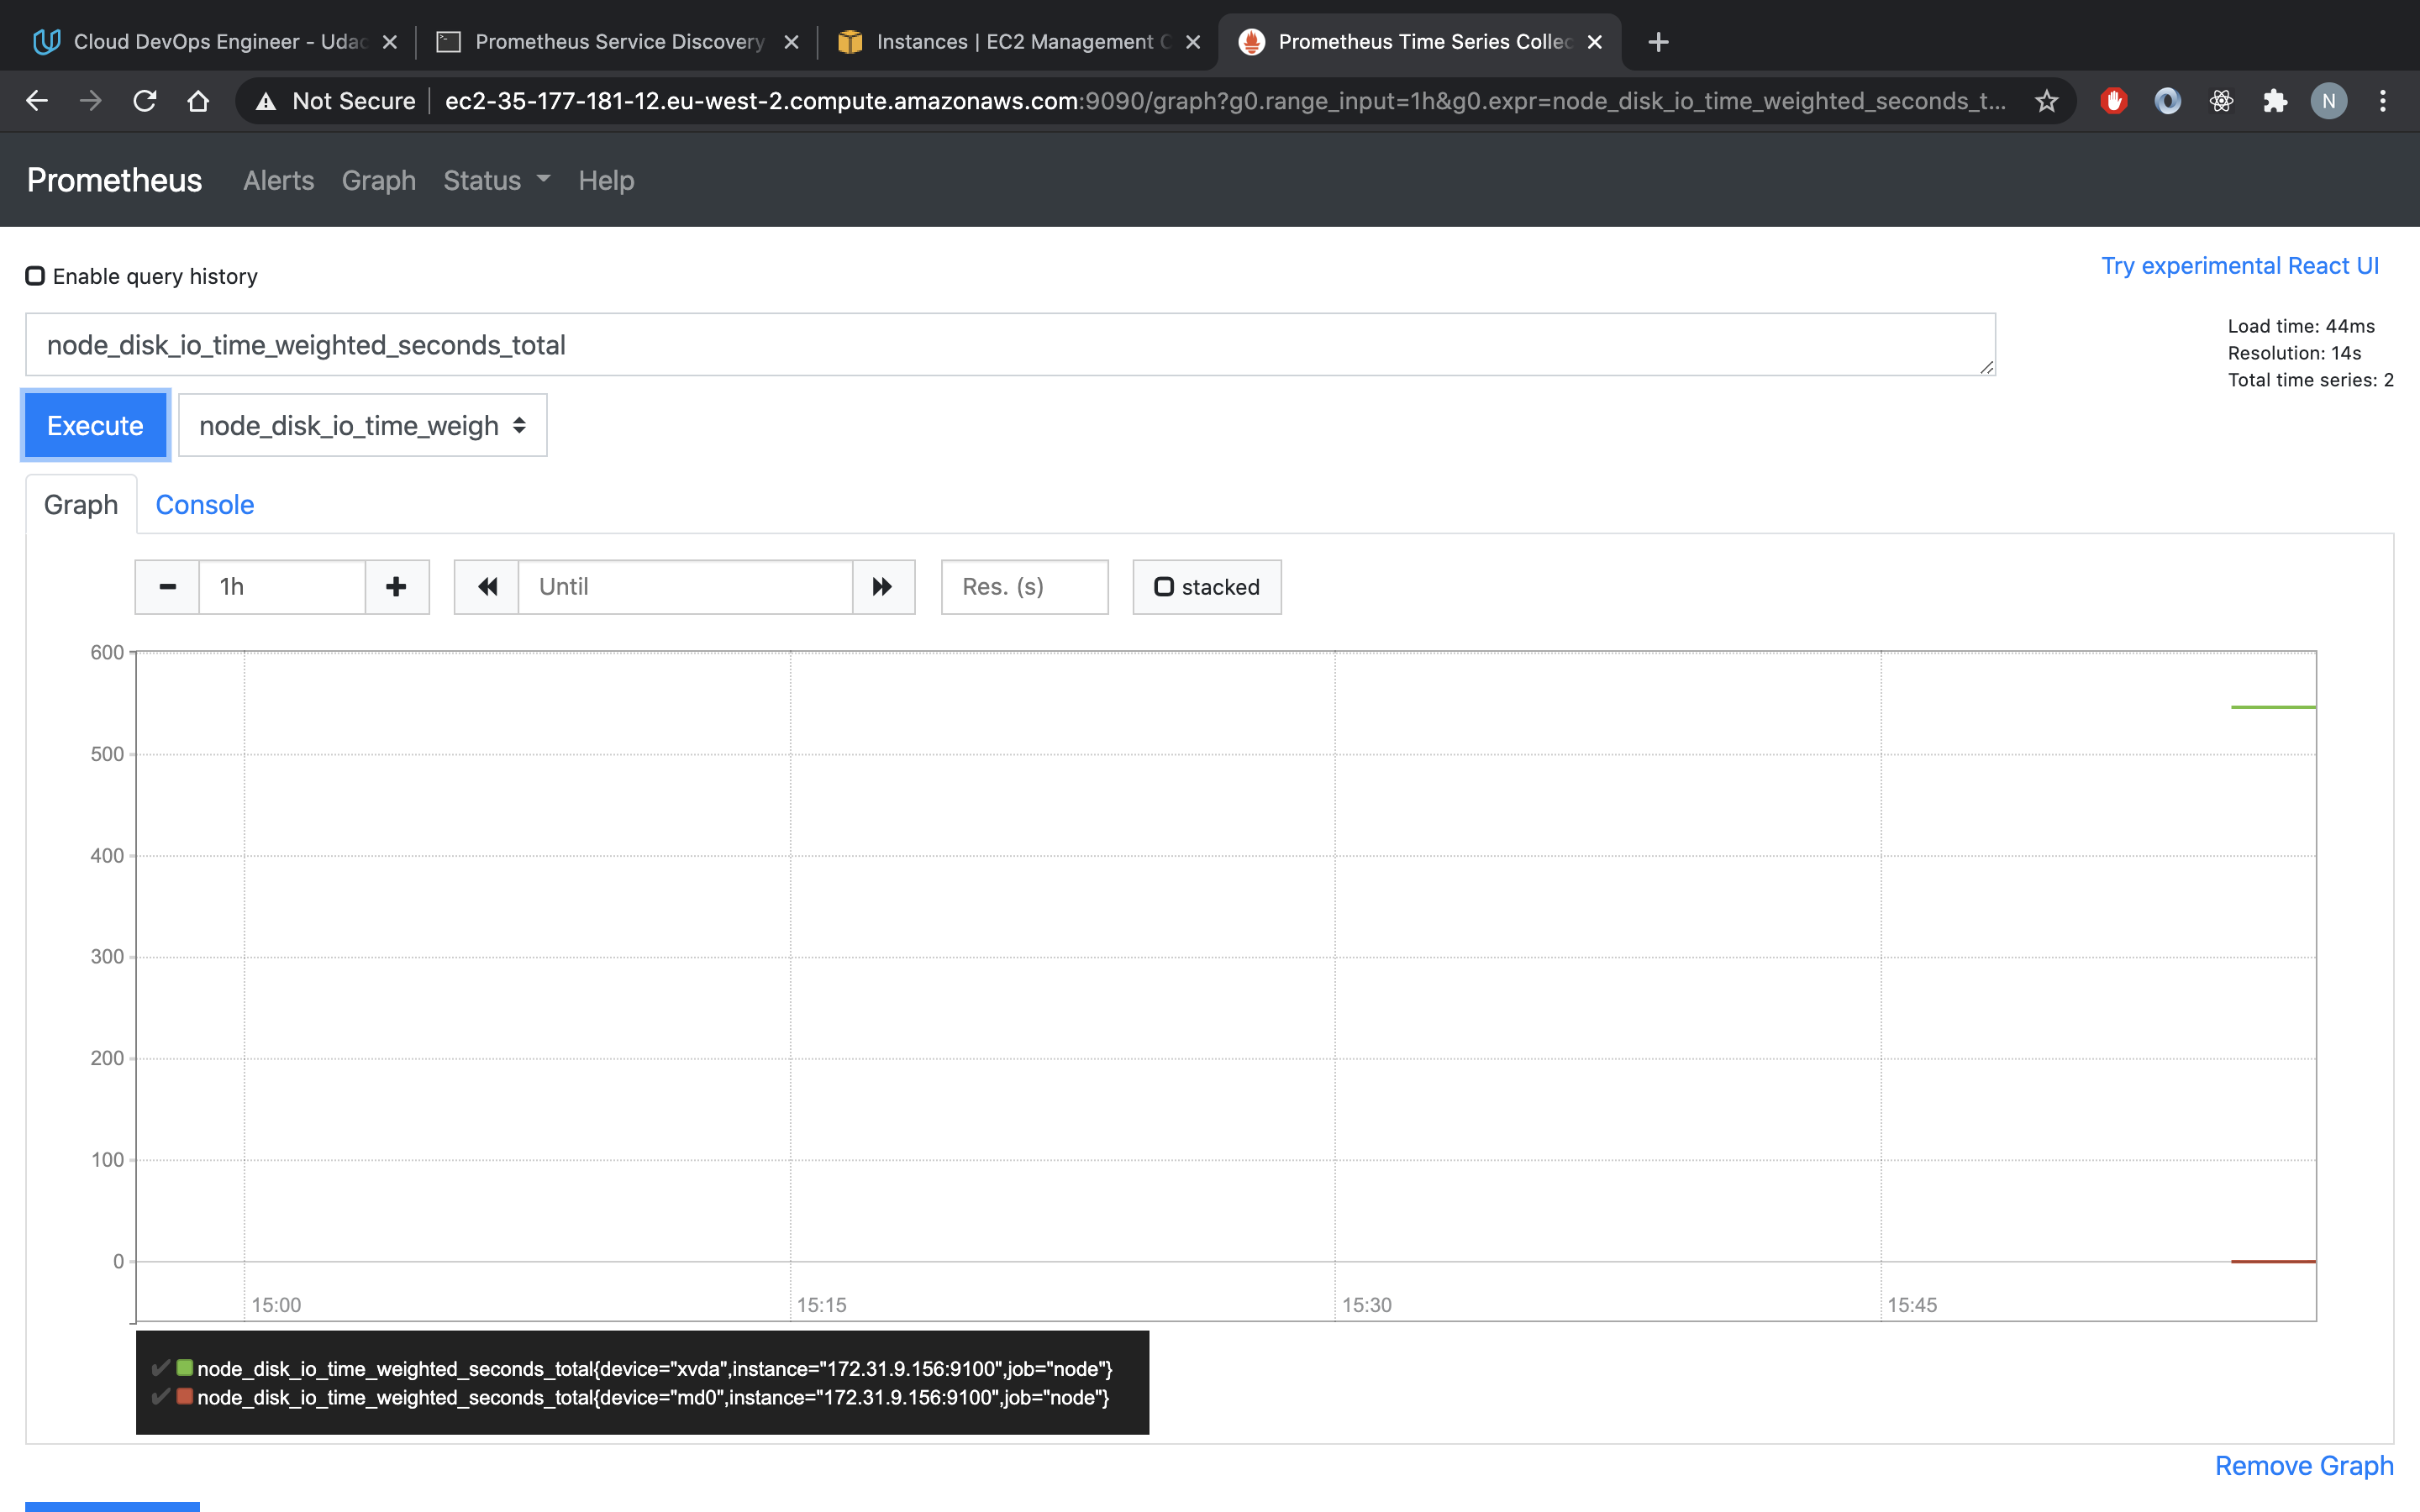 Cloud DevOps Engineer - Udac
Prometheus Service Discovery
Instances | EC2 Management C
Prometheus Time Series Collec
Not Secure
ec2-35-177-181-12.eu-west-2.compute.amazonaws.com:9090/graph?g0.range_input=1h&g0.expr=node_disk_io_time_weighted_seconds_t...
N
Prometheus
Alerts
Graph
Status
Help
Enable query history
Try experimental React UI
node_disk_io_time_weighted_seconds_total
Load time: 44ms
Resolution: 14s
Total time series: 2
Execute
node_disk_io_time_weigh
Graph
Console
1h
Until
Res. (s)
stacked
600
500
400
300
200
100
0
15:00
15:15
15:30
15:45
node_disk_io_time_weighted_seconds_total{device="xvda",instance="172.31.9.156:9100",job="node"}
node_disk_io_time_weighted_seconds_total{device="md0",instance="172.31.9.156:9100",job="node"}
Remove Graph